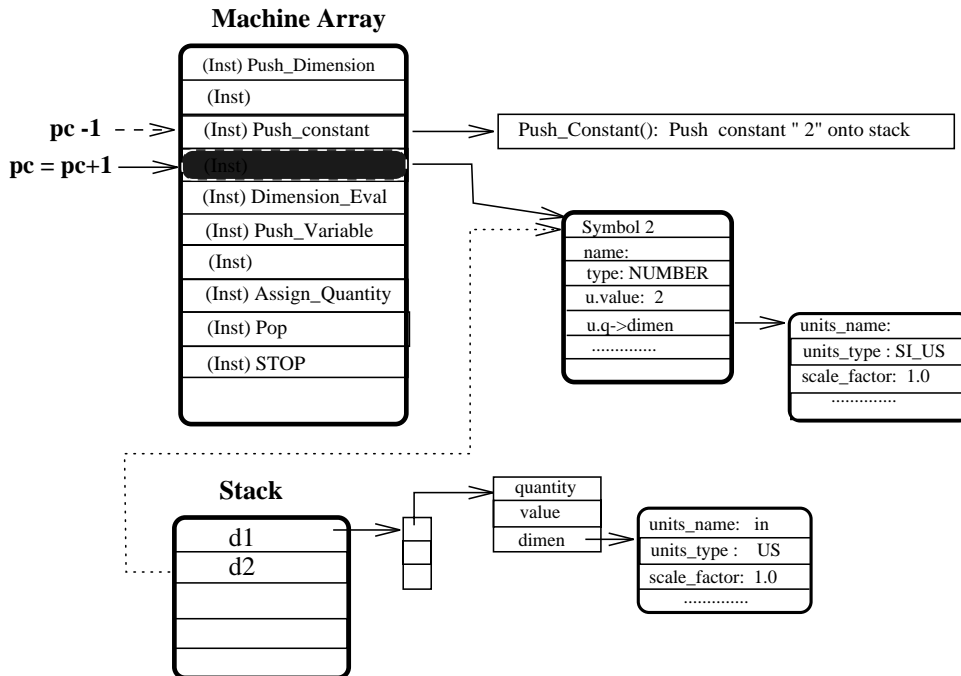 Machine Array
(Inst) Push_Dimension
(Inst)
pc -1
(Inst) Push_constant
Push_Constant(): Push constant " 2" onto stack
pc = pc+1
(Inst)
(Inst) Dimension_Eval
(Inst) Push_Variable
(Inst)
(Inst) Assign_Quantity
(Inst) Pop
(Inst) STOP
Symbol 2
name:
type: NUMBER
u.value: 2
u.q->dimen
..............
units_name:
units_type : SI_US
scale_factor: 1.0
..............
Stack
d1
d2
quantity
value
dimen
units_name: in
units_type : US
scale_factor: 1.0
..............